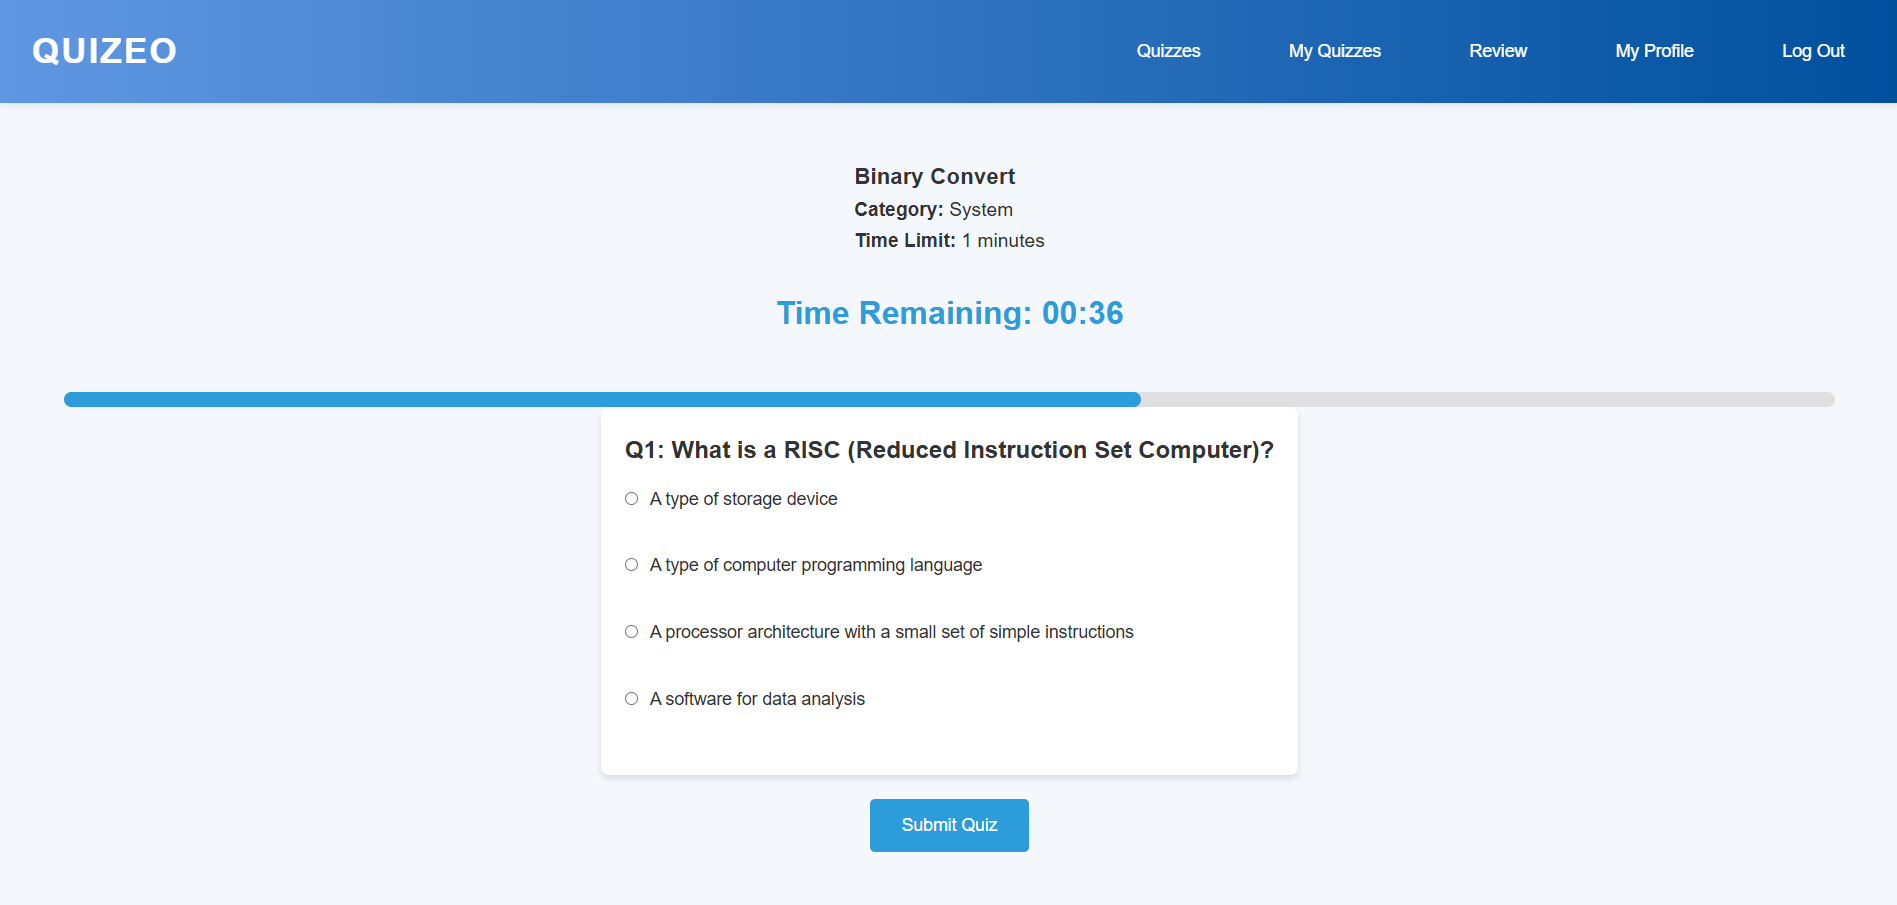 QUIZEO
Quizzes
My Quizzes
Review
My Profile
Log Out
Binary Convert
Category: System
Time Limit: 1 minutes
Time Remaining: 00:36
Q1: What is a RISC (Reduced Instruction Set Computer)?
A type of storage device
A type of computer programming language
A processor architecture with a small set of simple instructions
A software for data analysis
Submit Quiz